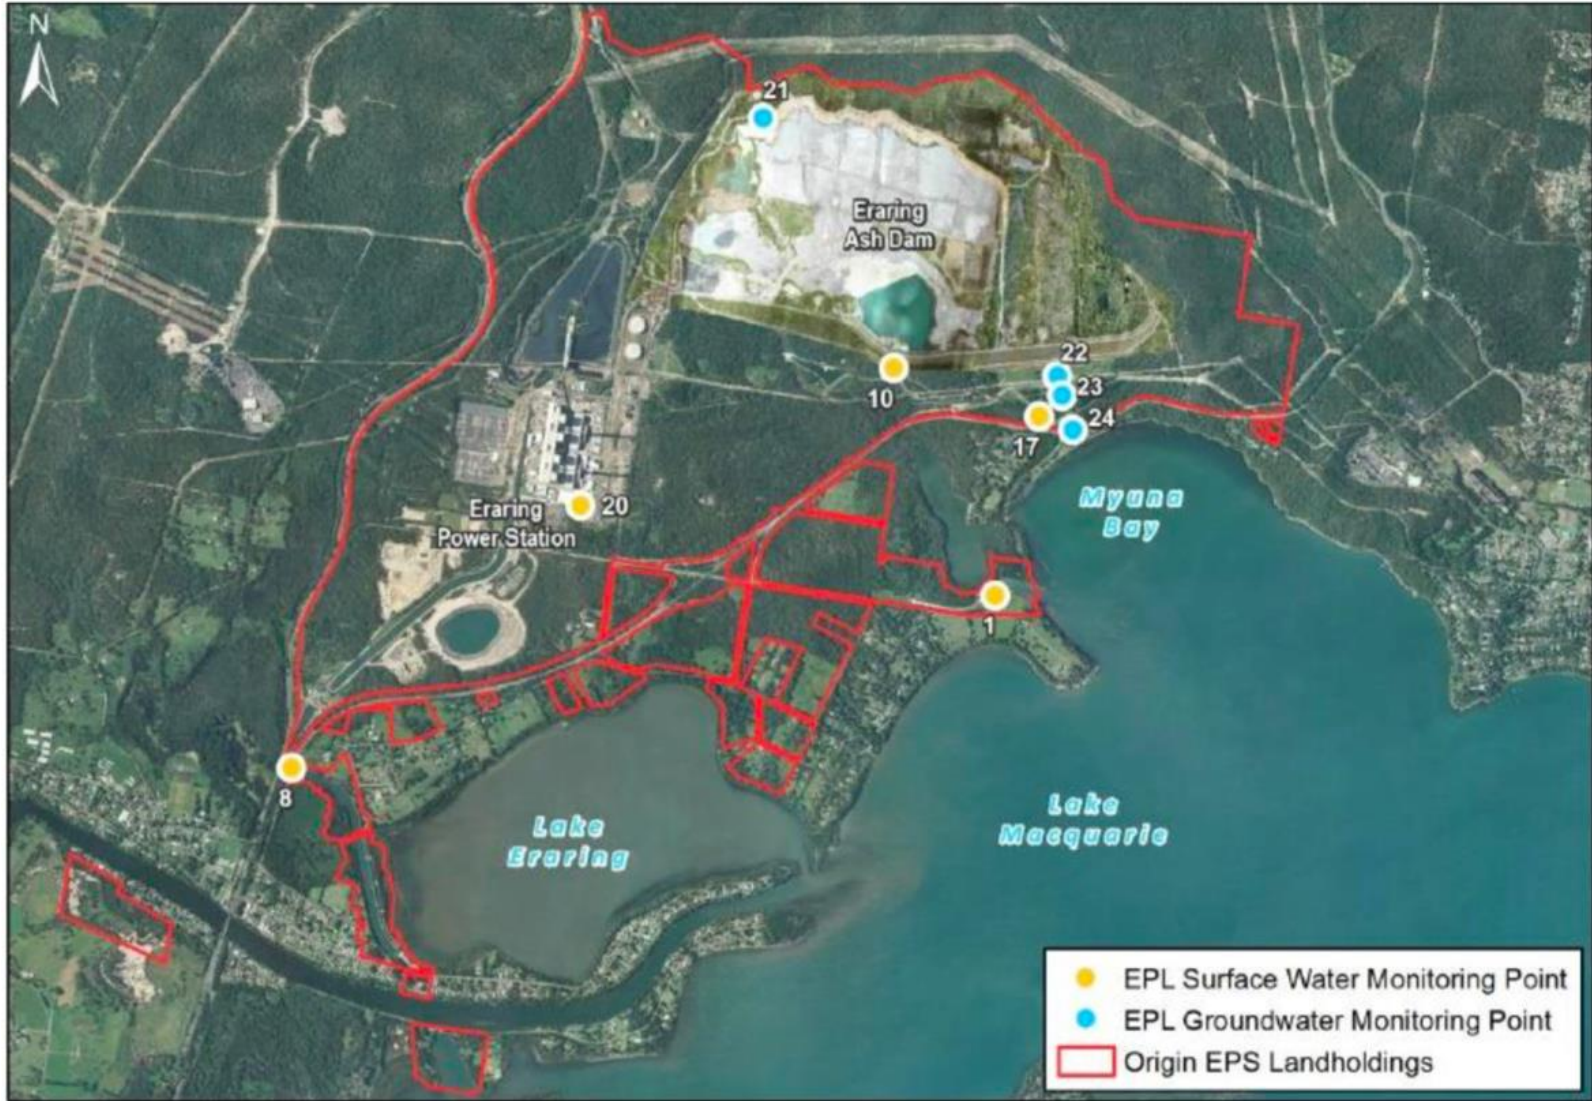 N
21
Eraring
Ash Dam
22
23
10
24
17
Myuna
Bay
Eraring
Power Station
20
1
8
Lake
Eraring
Lake
Macquarie
EPL Surface Water Monitoring Point
EPL Groundwater Monitoring Point
Origin EPS Landholdings